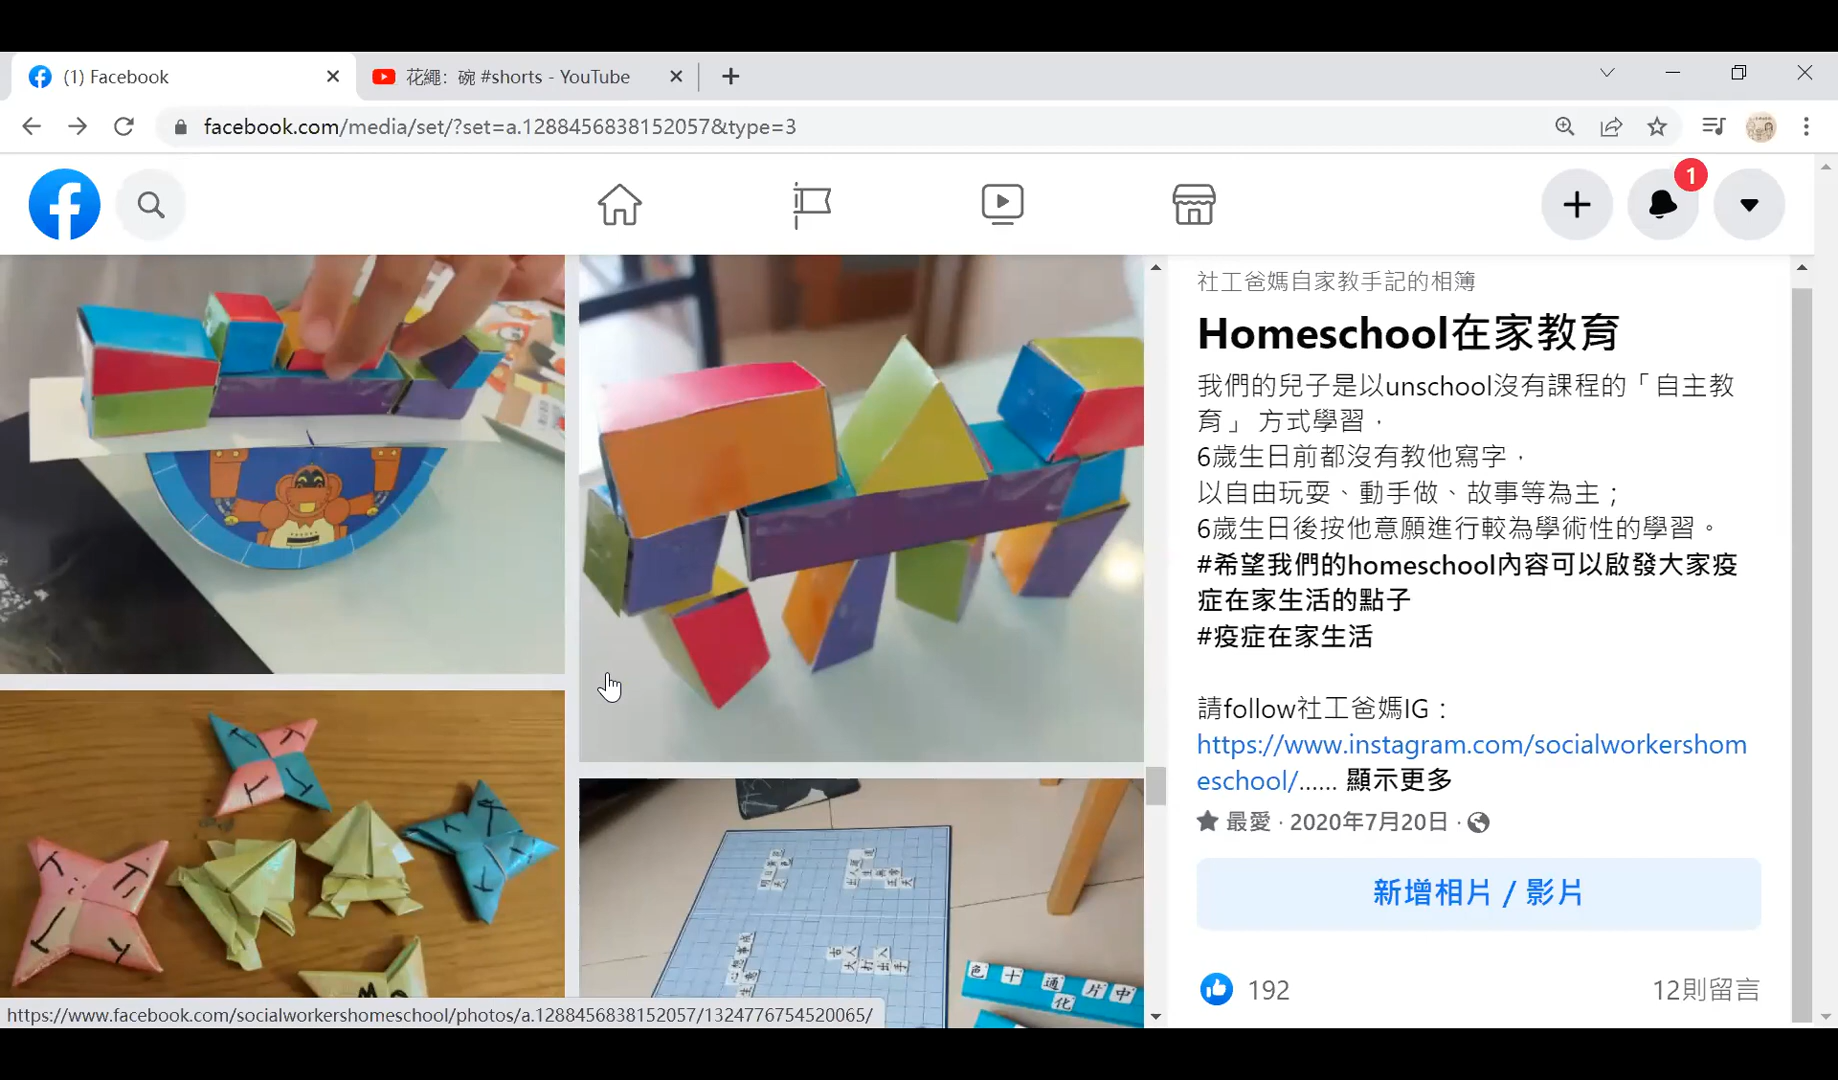 (1) Facebook
花繩：碗 #shorts - YouTube
facebook.com/media/set/?set=a.1288456838152057&type=3
1
社工爸媽自家教手記的相簿
Homeschool在家教育
我們的兒子是以unschool沒有課程的「自主教
育」 方式學習，
6歲生日前都沒有教他寫字，
以自由玩耍、動手做、故事等為主；
6歲生日後按他意願進行較為學術性的學習。
#希望我們的homeschool內容可以啟發大家疫
症在家生活的點子
#疫症在家生活
請follow社工爸媽IG：
https://www.instagram.com/socialworkershom
eschool/...... 顯示更多
最愛 · 2020年7月20日 ·
新增相片 / 影片
192
12則留言
色 十 通 片 中
化
https://www.facebook.com/socialworkershomeschool/photos/a.1288456838152057/1324776754520065/